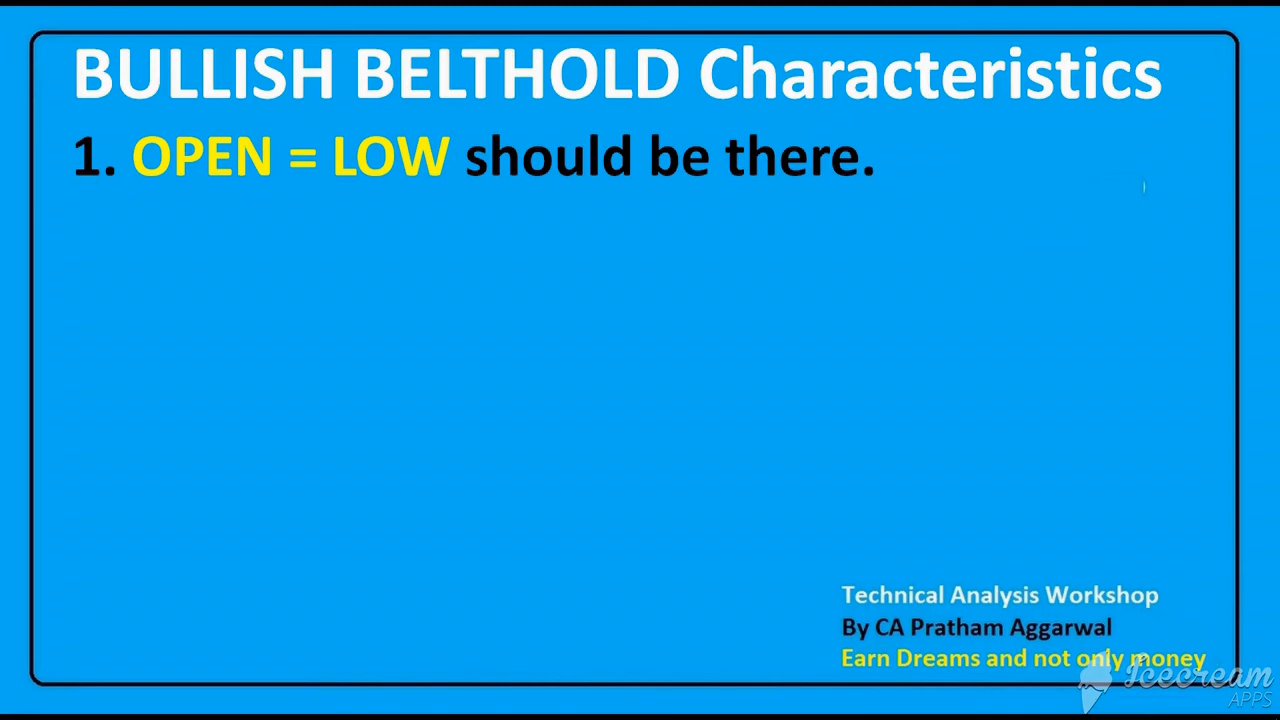 BULLISH BELTHOLD Characteristics
1. OPEN = LOW should be there.
Technical Analysis Workshop
By CA Pratham Aggarwal
Earn Dreams and not only money
Icecream
APPS